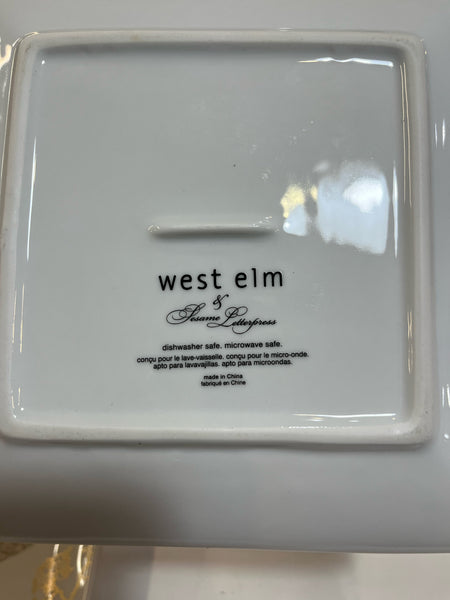 west elm
&
Sesame Letterpress
dishwasher safe. microwave safe.
conçu pour le lave-vaisselle. conçu pour le micro-onde.
apto para lavavajillas. apto para microondas.
made in China
fabriqué en Chine